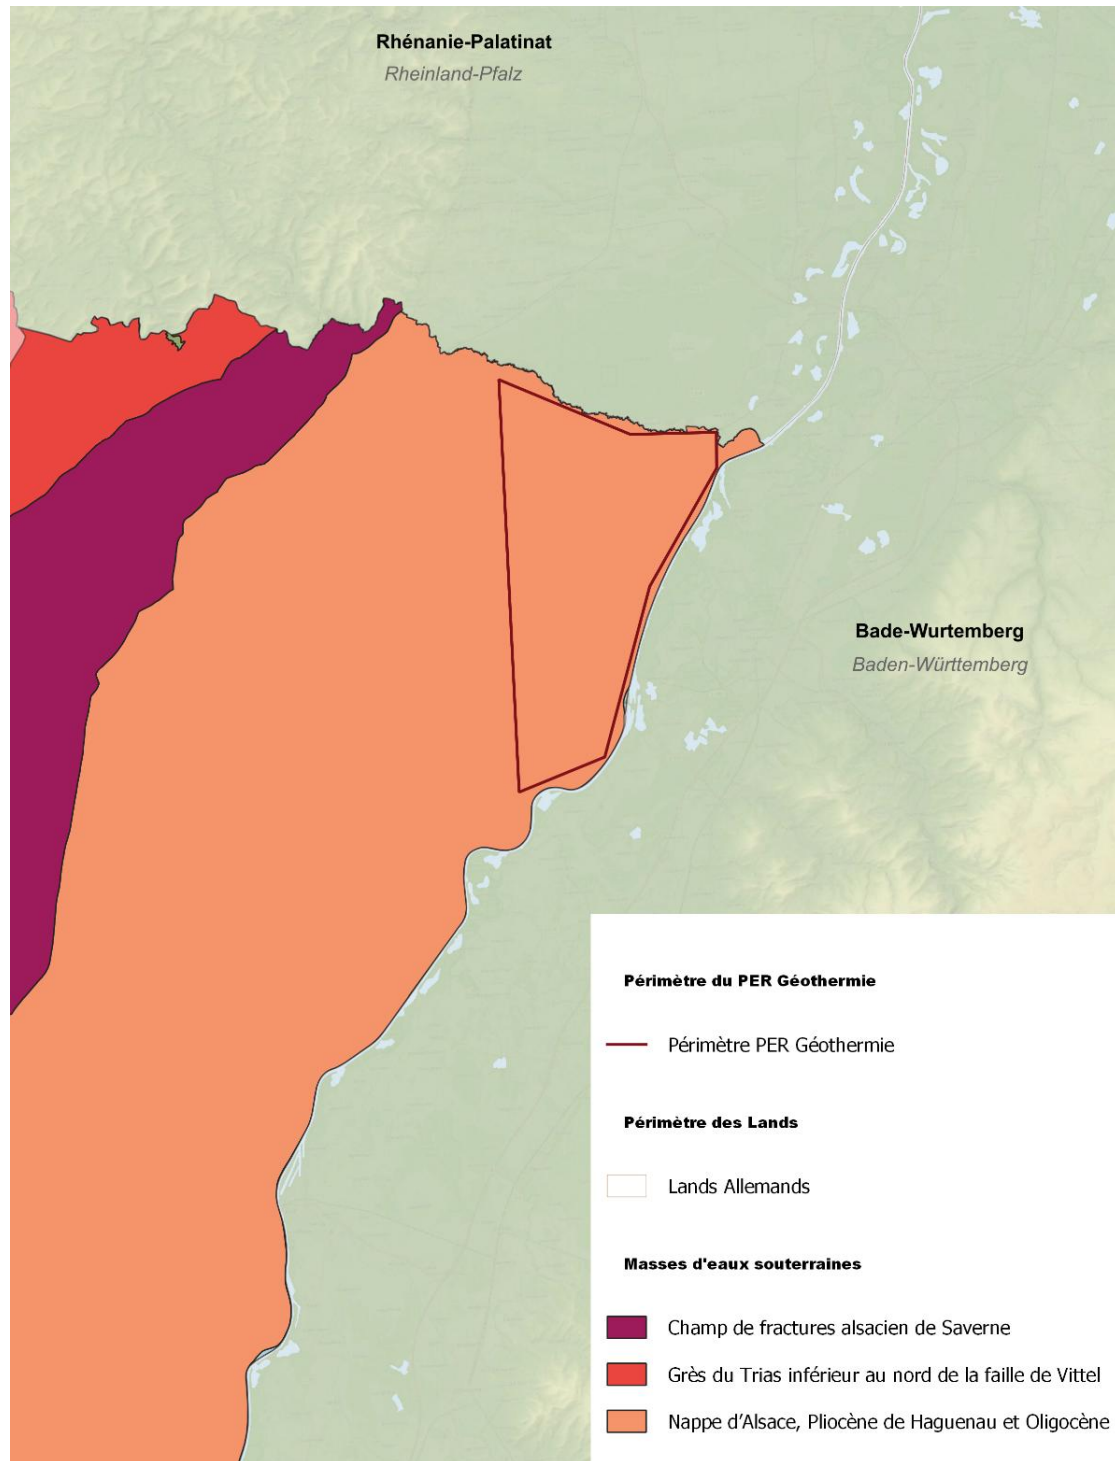 Rhénanie-Palatinat
Rheinland-Pfalz
Bade-Wurtemberg
Baden-Württemberg
Périmètre du PER Géothermie
Périmètre PER Géothermie
Périmètre des Lands
Lands Allemands
Masses d'eaux souterraines
Champ de fractures alsacien de Saverne
Grès du Trias inférieur au nord de la faille de Vittel
Nappe d’Alsace, Pliocène de Haguenau et Oligocène